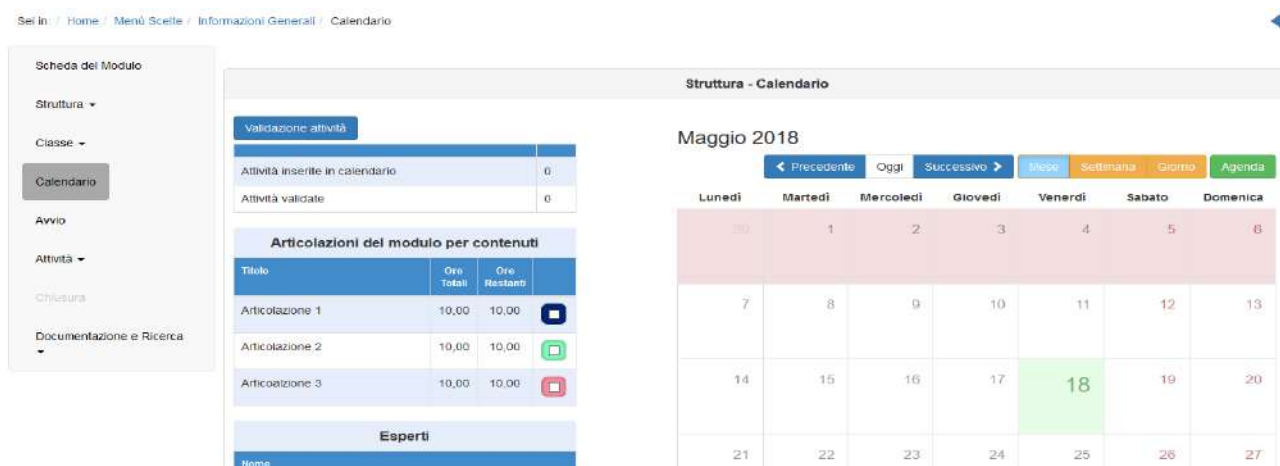 Sei in: / Home / Menù Scelte / Informazioni Generali / Calendario
Scheda del Modulo
Struttura
Classe
Calendario
Avvio
Attività
Chiusura
Documentazione e Ricerca
Struttura - Calendario
Validazione attività
Attività inserite in calendario 0
Attività validate 0
Articolazioni del modulo per contenuti
Titolo Ore Totali Ore Restanti
Articolazione 1 10,00 10,00
Articolazione 2 10,00 10,00
Articoalzione 3 10,00 10,00
Esperti
Nome
Maggio 2018
Precedente Oggi Successivo Mese Settimana Giorno Agenda
Lunedì Martedì Mercoledì Giovedì Venerdì Sabato Domenica
30 1 2 3 4 5 6
7 8 9 10 11 12 13
14 15 16 17 18 19 20
21 22 23 24 25 26 27